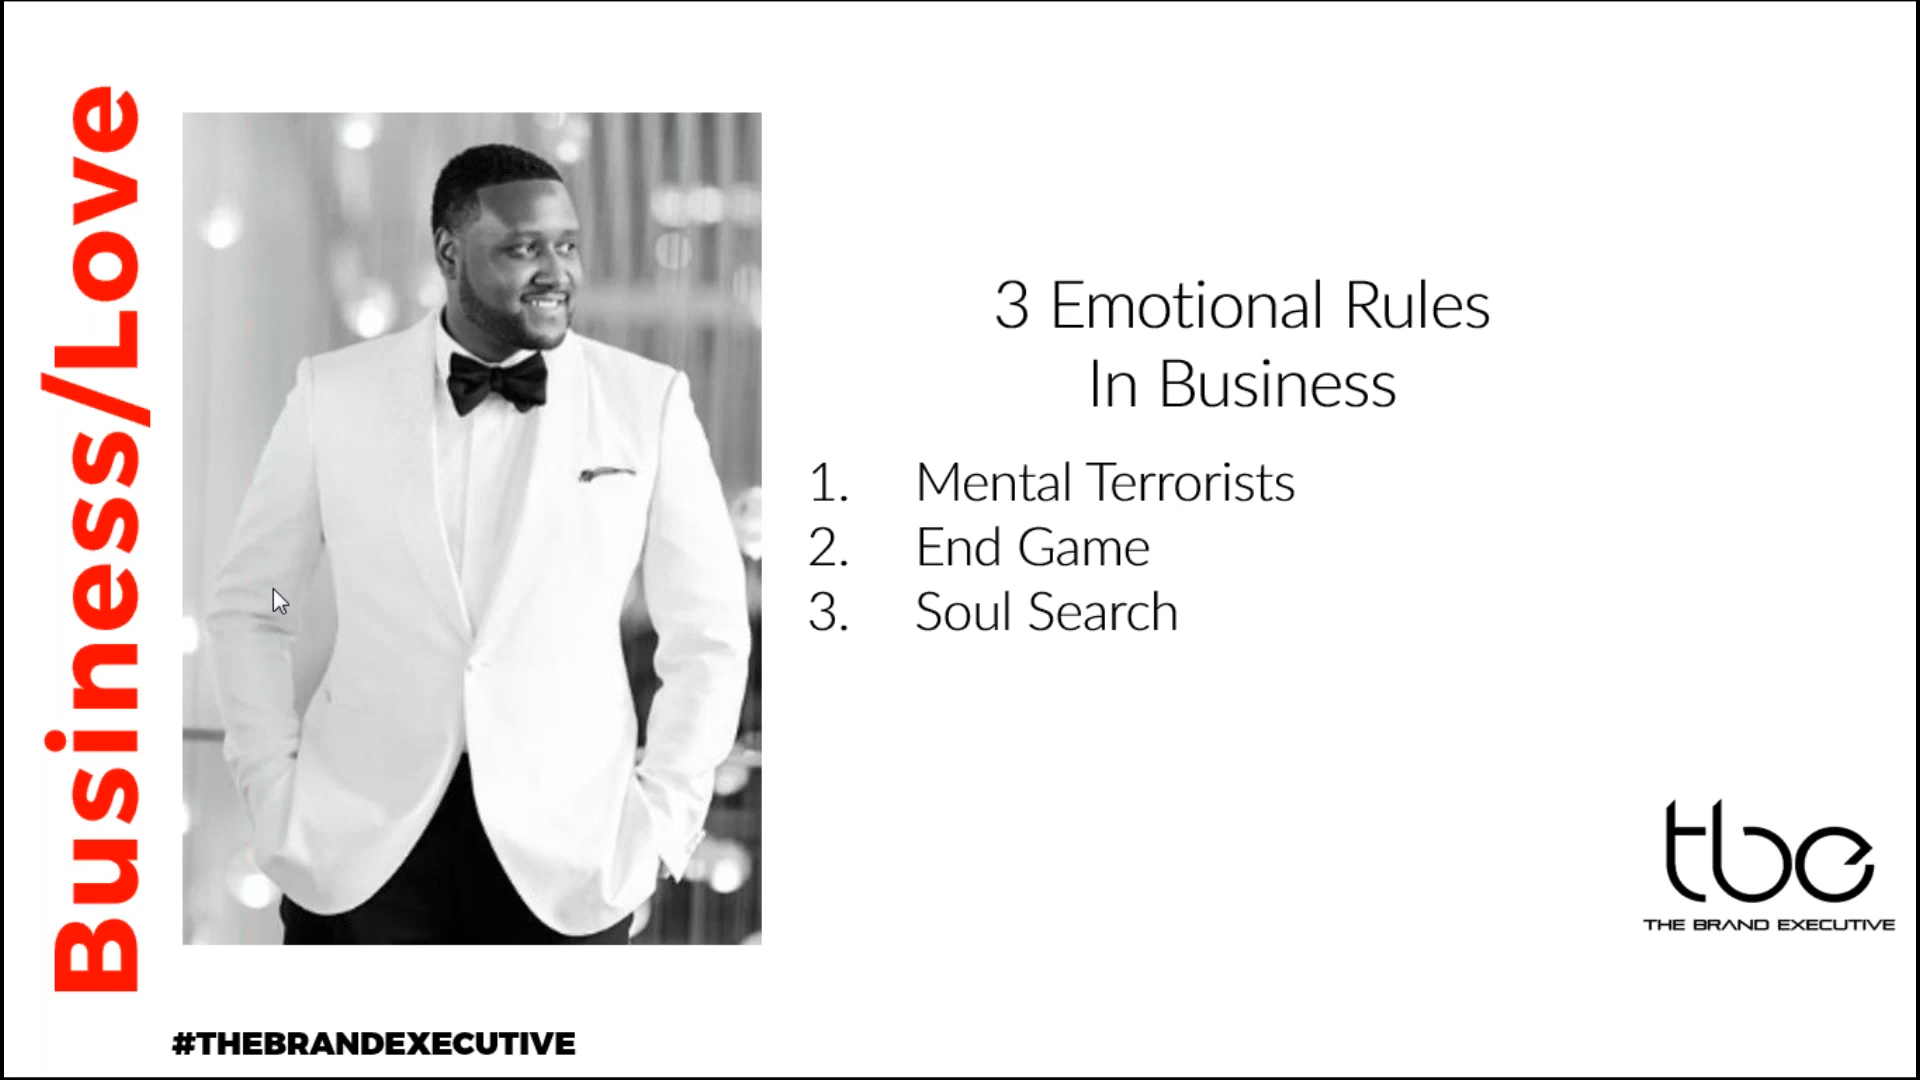 Business/Love
3 Emotional Rules
In Business
1. Mental Terrorists
2. End Game
3. Soul Search
tbe
THE BRAND EXECUTIVE
#THEBRANDEXECUTIVE